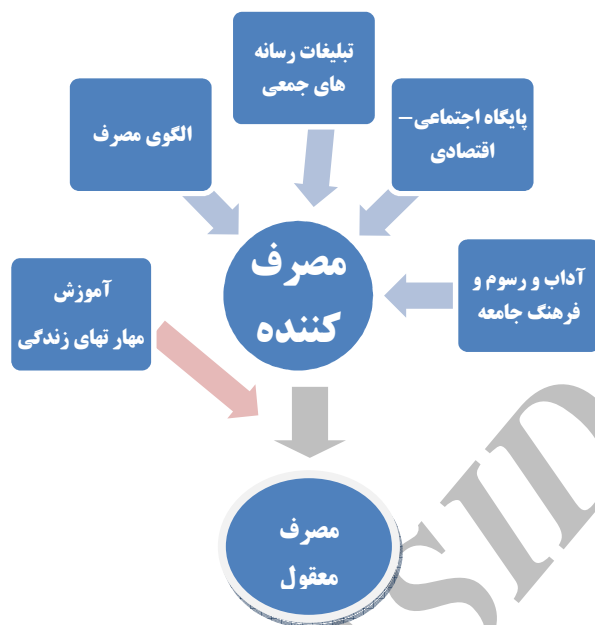 تبلیغات رسانه
های جمعی
پایگاه اجتماعی–
اقتصادی
الگوی مصرف
آداب و رسوم و
فرهنگ جامعه
مصرف
کننده
آموزش
مهار تهای زندگی
مصرف
معقول
SID